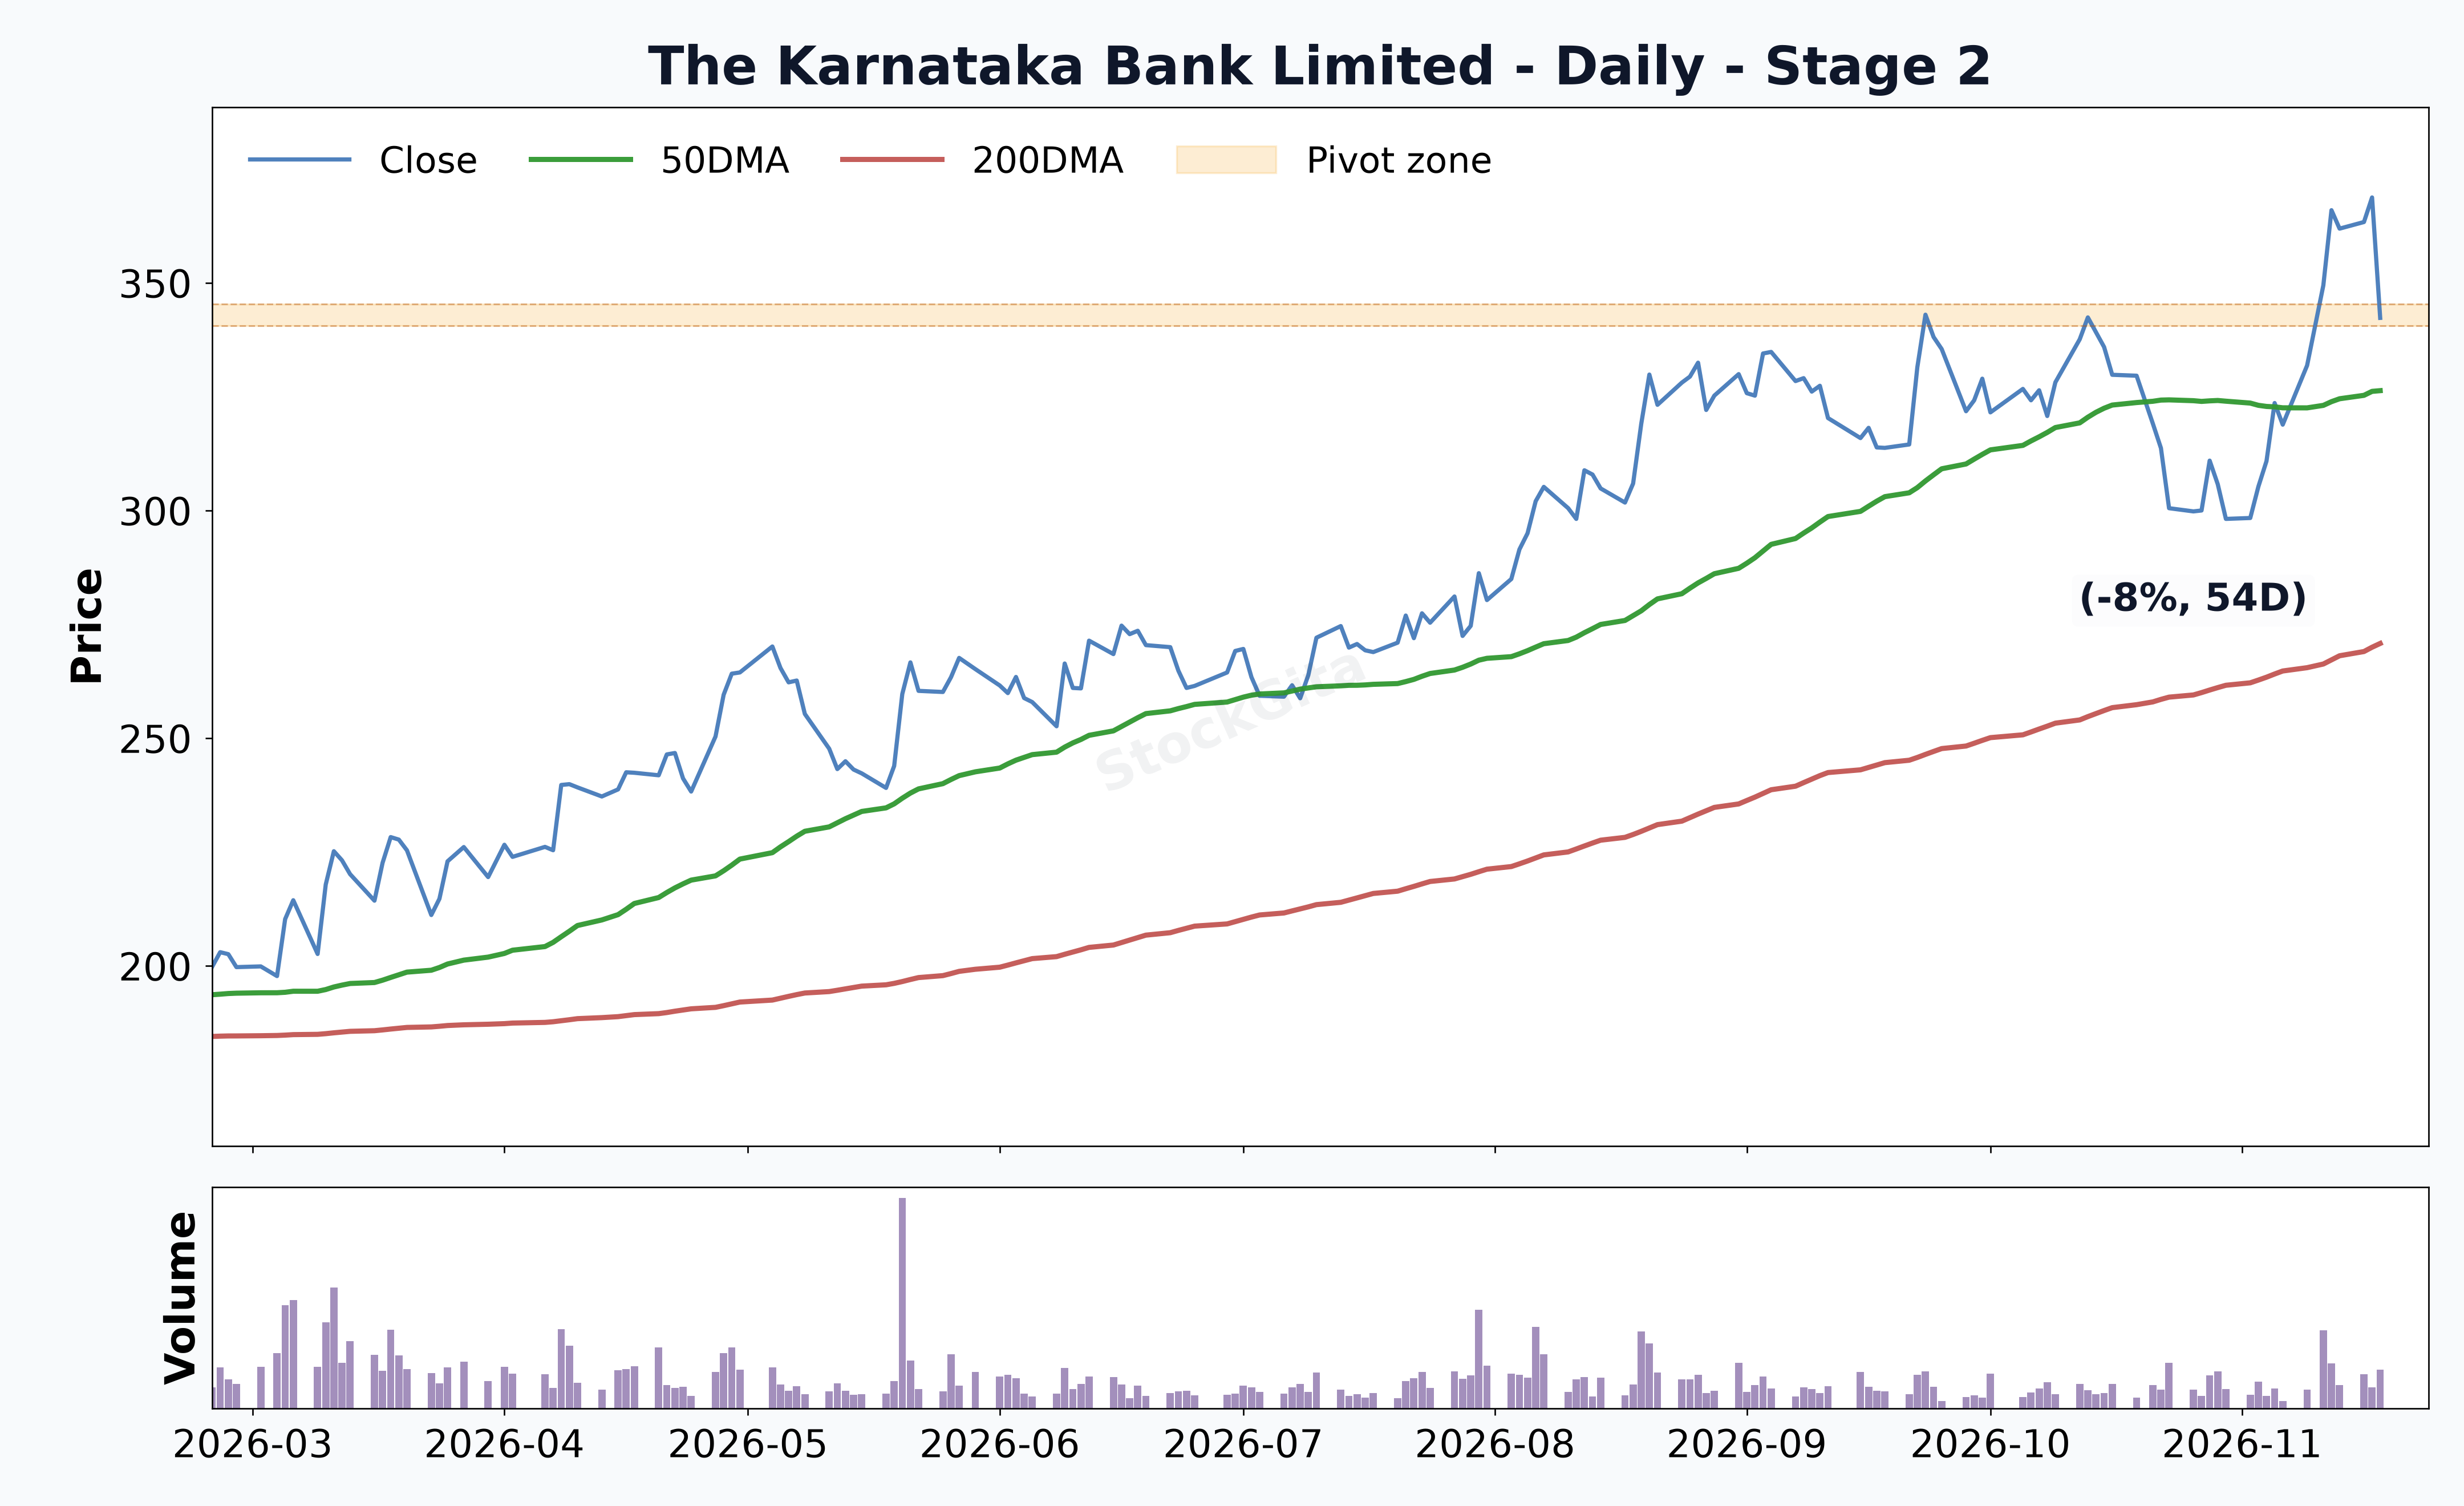 The Karnataka Bank Limited - Daily - Stage 2
Close 50DMA 200DMA Pivot zone
350
300
250
200
Price
(-8%, 54D)
StockGira
Volume
2026-03 2026-04 2026-05 2026-06 2026-07 2026-08 2026-09 2026-10 2026-11